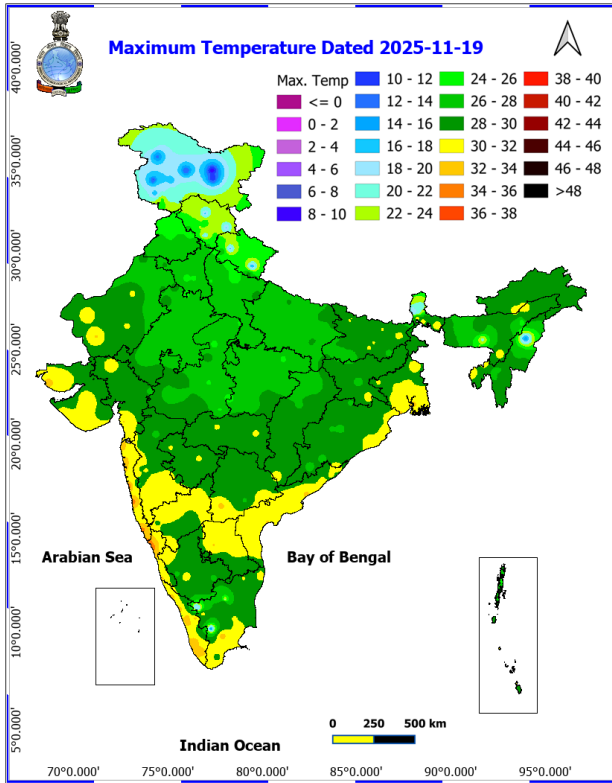 Maximum Temperature Dated 2025-11-19
Max. Temp
<= 0
0 - 2
2 - 4
4 - 6
6 - 8
8 - 10
10 - 12
12 - 14
14 - 16
16 - 18
18 - 20
20 - 22
22 - 24
24 - 26
26 - 28
28 - 30
30 - 32
32 - 34
34 - 36
36 - 38
38 - 40
40 - 42
42 - 44
44 - 46
46 - 48
>48
40°0.000'
35°0.000'
30°0.000'
25°0.000'
20°0.000'
15°0.000'
10°0.000'
5°0.000'
Arabian Sea
Bay of Bengal
Indian Ocean
0 250 500 km
70°0.000' 75°0.000' 80°0.000' 85°0.000' 90°0.000' 95°0.000'